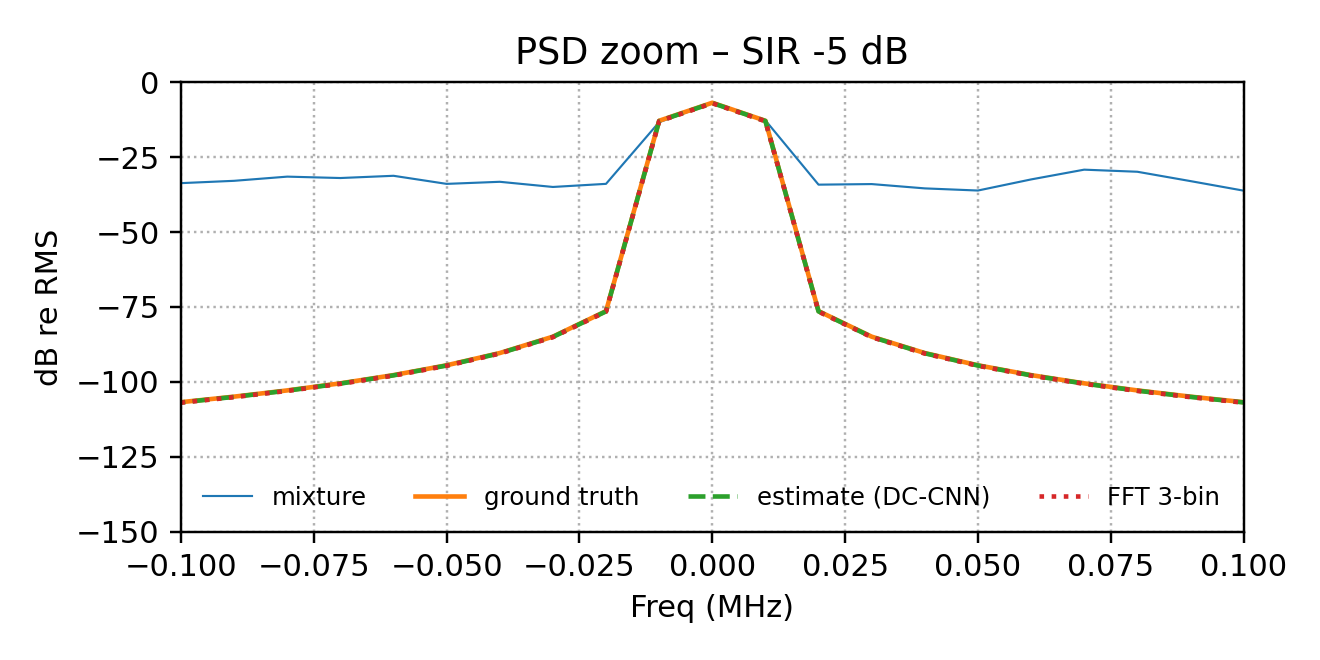 PSD zoom – SIR -5 dB
0
−25
−50
−75
−100
−125
−150
dB re RMS
mixture ground truth estimate (DC-CNN) FFT 3-bin
−0.100 −0.075 −0.050 −0.025 0.000 0.025 0.050 0.075 0.100
Freq (MHz)